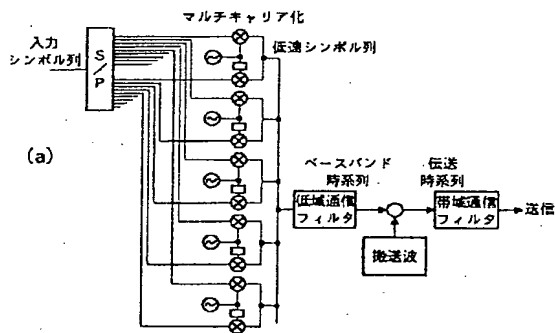 マルチキャリア化
入力
シンボル列
S/P
低速シンボル列
(a)
ベースバンド
時系列
伝送
時系列
低域通信
フィルタ
帯域通信
フィルタ
送信
搬送波